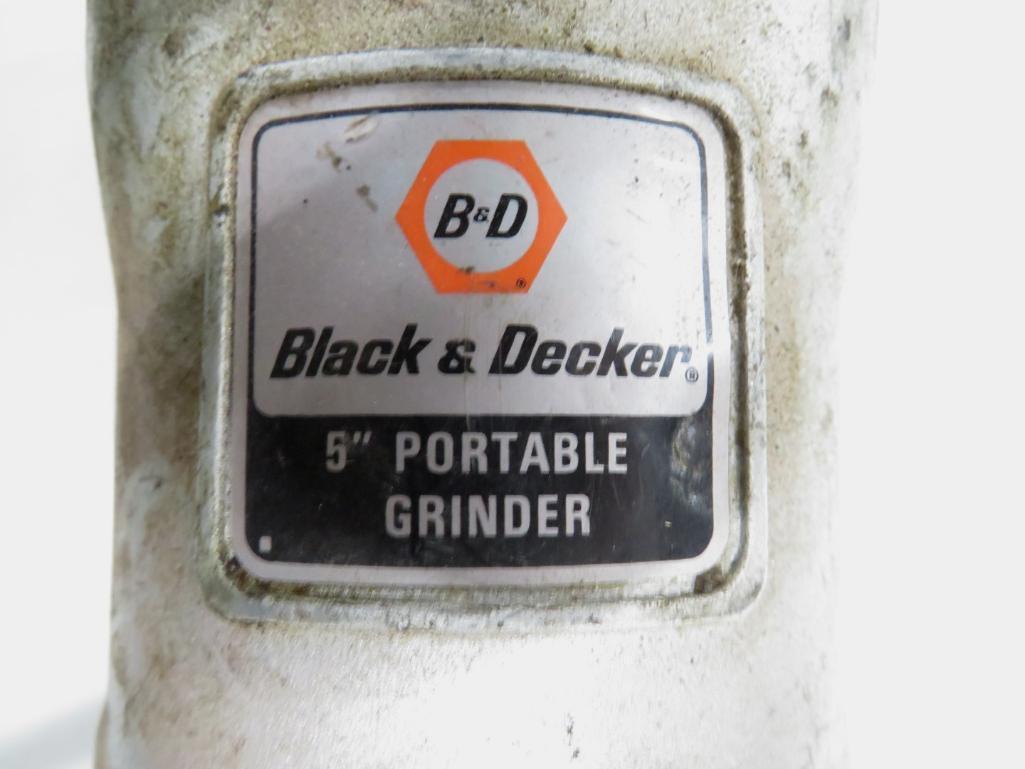 B&D®
Black & Decker®
5" PORTABLE
GRINDER